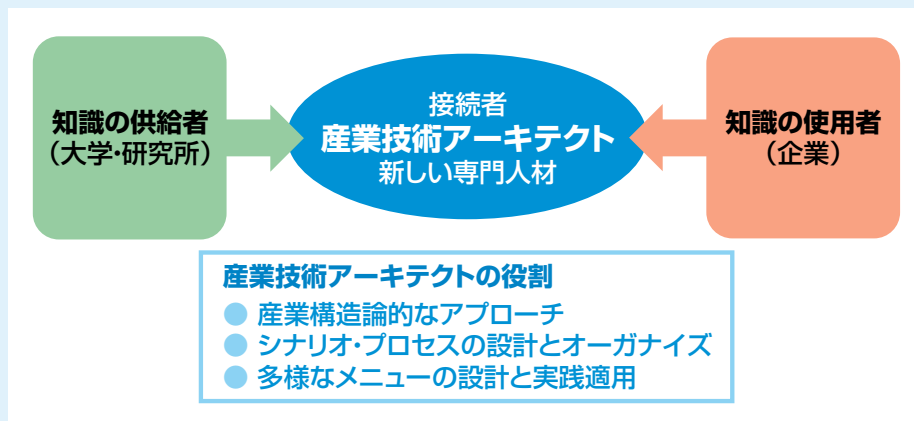 知識の供給者
（大学・研究所）
接続者
産業技術アーキテクト
新しい専門人材
知識の使用者
（企業）
産業技術アーキテクトの役割
● 産業構造論的なアプローチ
● シナリオ・プロセスの設計とオーガナイズ
● 多様なメニューの設計と実践適用